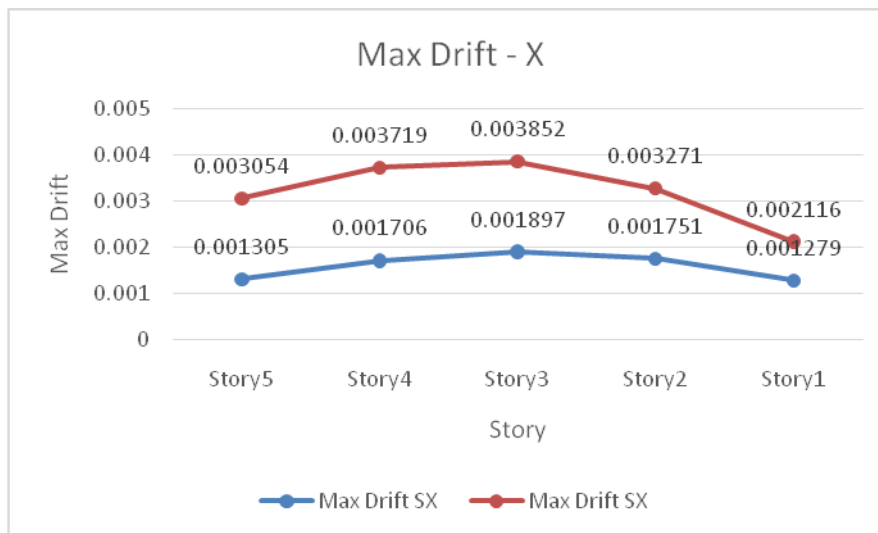 Max Drift - X
Max Drift
0.005
0.004
0.003
0.002
0.001
0
0.003054
0.003719
0.003852
0.003271
0.002116
0.001305
0.001706
0.001897
0.001751
0.001279
Story5
Story4
Story3
Story2
Story1
Story
Max Drift SX
Max Drift SX